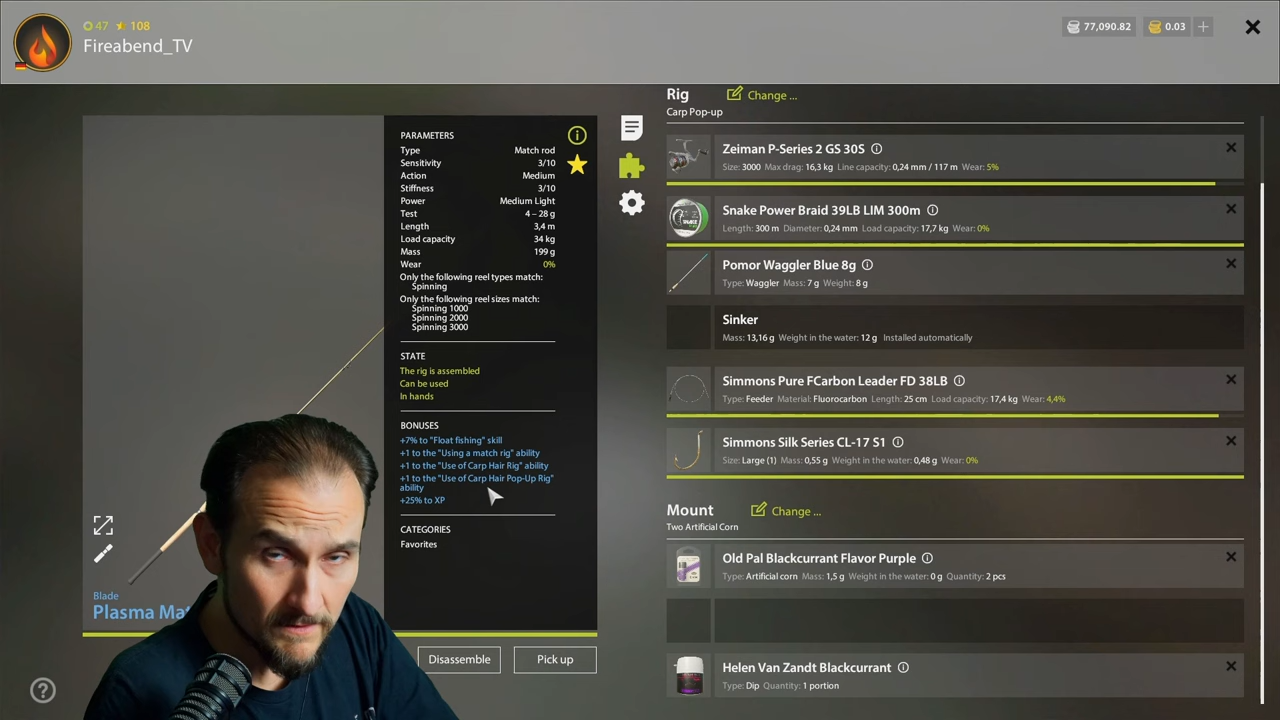 47 108
Fireabend_TV
77,090.82
0.03
PARAMETERS
Type Match rod
Sensitivity 3/10
Action Medium
Stiffness 3/10
Power Medium Light
Test 4 – 28 g
Length 3,4 m
Load capacity 34 kg
Mass 199 g
Wear 0%
Only the following reel types match:
Spinning
Only the following reel sizes match:
Spinning 1000
Spinning 2000
Spinning 3000
STATE
The rig is assembled
Can be used
In hands
BONUSES
+7% to "Float fishing" skill
+1 to the "Using a match rig" ability
+1 to the "Use of Carp Hair Rig" ability
+1 to the "Use of Carp Hair Pop-Up Rig"
ability
+25% to XP
CATEGORIES
Favorites
Blade
Plasma Ma
Disassemble
Pick up
?
Rig Change ...
Carp Pop-up
Zeiman P-Series 2 GS 30S
Size: 3000 Max drag: 16,3 kg Line capacity: 0,24 mm / 117 m Wear: 5%
Snake Power Braid 39LB LIM 300m
Length: 300 m Diameter: 0,24 mm Load capacity: 17,7 kg Wear: 0%
Pomor Waggler Blue 8g
Type: Waggler Mass: 7 g Weight: 8 g
Sinker
Mass: 13,16 g Weight in the water: 12 g Installed automatically
Simmons Pure FCarbon Leader FD 38LB
Type: Feeder Material: Fluorocarbon Length: 25 cm Load capacity: 17,4 kg Wear: 4,4%
Simmons Silk Series CL-17 S1
Size: Large (1) Mass: 0,55 g Weight in the water: 0,48 g Wear: 0%
Mount Change ...
Two Artificial Corn
Old Pal Blackcurrant Flavor Purple
Type: Artificial corn Mass: 1,5 g Weight in the water: 0 g Quantity: 2 pcs
Helen Van Zandt Blackcurrant
Type: Dip Quantity: 1 portion